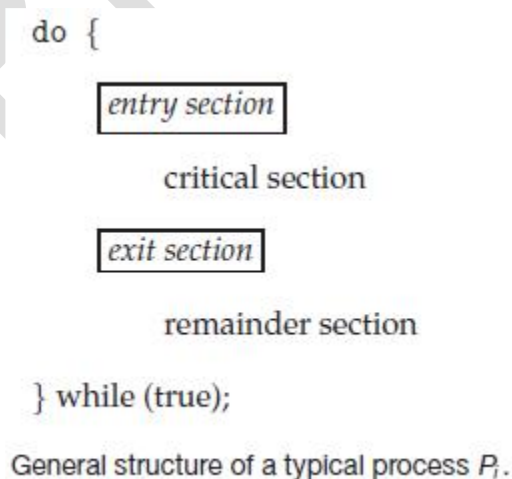 do {
entry section
critical section
exit section
remainder section
} while (true);
General structure of a typical process Pi.